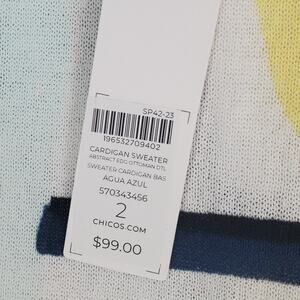 SP42-23
196532709402
CARDIGAN SWEATER
ABSTRACT EDG OTTOMAN DTL
SWEATER CARDIGAN BAS
AGUA AZUL
570343456
2
CHICOS.COM
$99.00